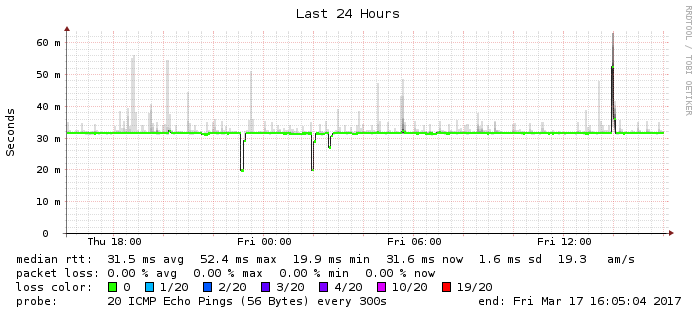 Last 24 Hours
RRDTOOL / TOBI OETIKER
Seconds
60 m
50 m
40 m
30 m
20 m
10 m
0
Thu 18:00 Fri 00:00 Fri 06:00 Fri 12:00
median rtt: 31.5 ms avg 52.4 ms max 19.9 ms min 31.6 ms now 1.6 ms sd 19.3 am/s
packet loss: 0.00 % avg 0.00 % max 0.00 % min 0.00 % now
loss color: 0 1/20 2/20 3/20 4/20 10/20 19/20
probe: 20 ICMP Echo Pings (56 Bytes) every 300s end: Fri Mar 17 16:05:04 2017